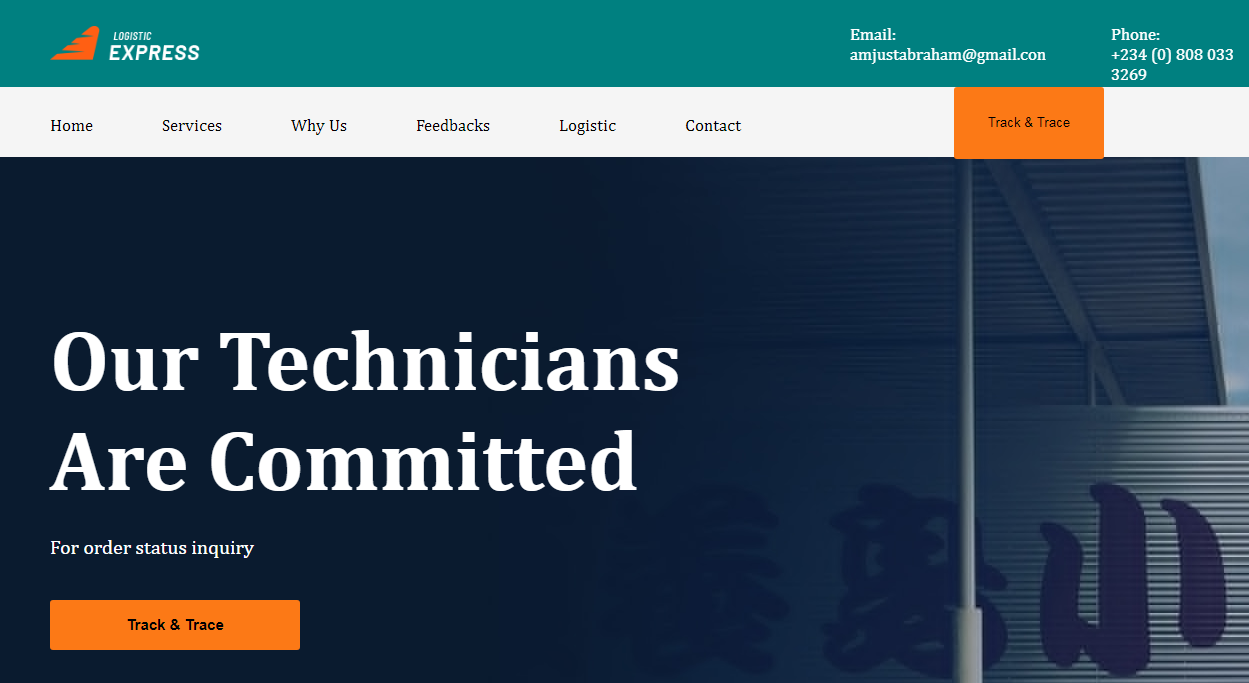 LOGISTIC
EXPRESS
Email:
amjustabraham@gmail.con
Phone:
+234 (0) 808 033
3269
Home Services Why Us Feedbacks Logistic Contact Track & Trace
Our Technicians
Are Committed
For order status inquiry
Track & Trace